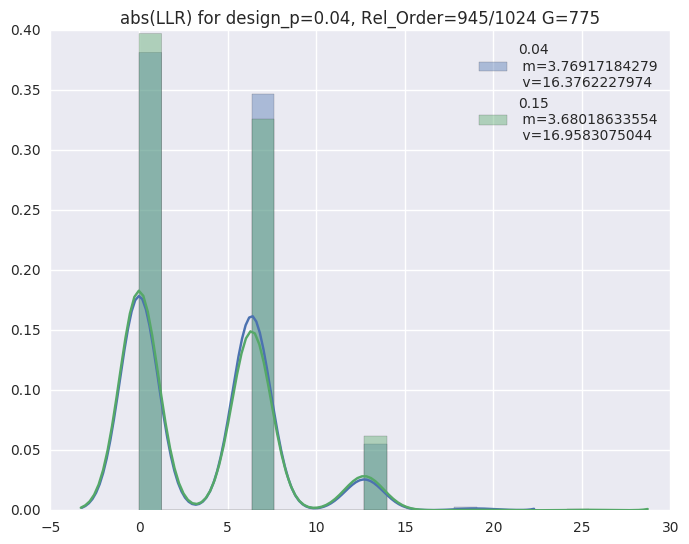 abs(LLR) for design_p=0.04, Rel_Order=945/1024 G=775
0.04
m=3.76917184279
v=16.3762227974
0.15
m=3.68018633554
v=16.9583075044
0.40
0.35
0.30
0.25
0.20
0.15
0.10
0.05
0.00
−5 0 5 10 15 20 25 30